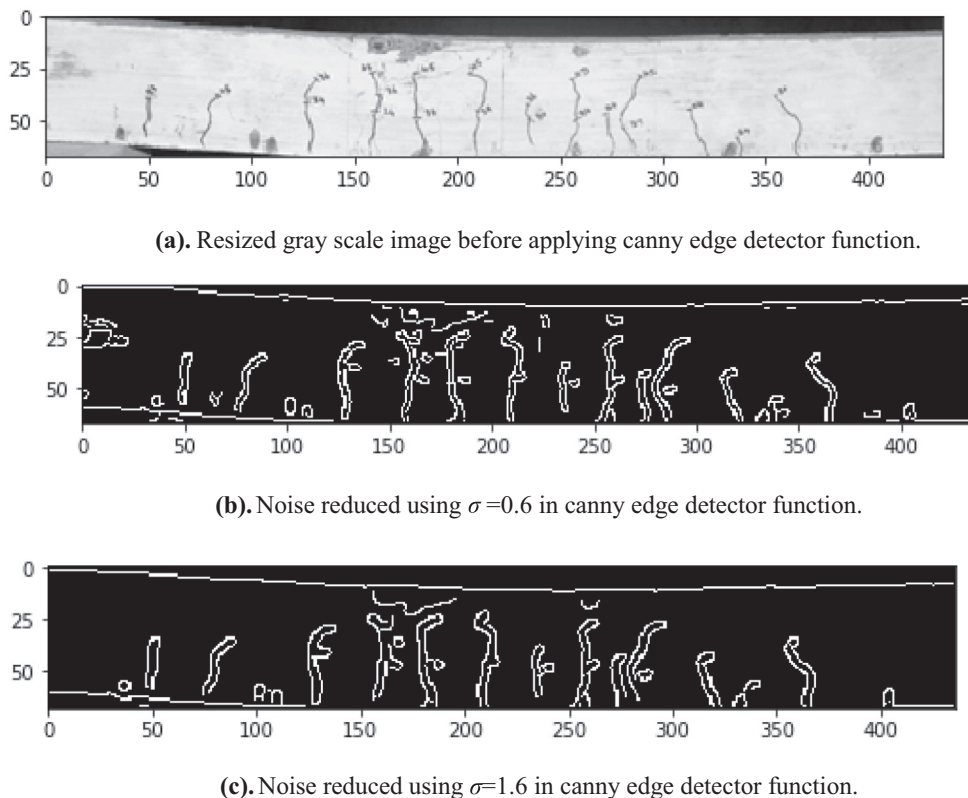 0
25
50
0 50 100 150 200 250 300 350 400
(a). Resized gray scale image before applying canny edge detector function.
0
25
50
0 50 100 150 200 250 300 350 400
(b). Noise reduced using σ =0.6 in canny edge detector function.
0
25
50
0 50 100 150 200 250 300 350 400
(c). Noise reduced using σ=1.6 in canny edge detector function.